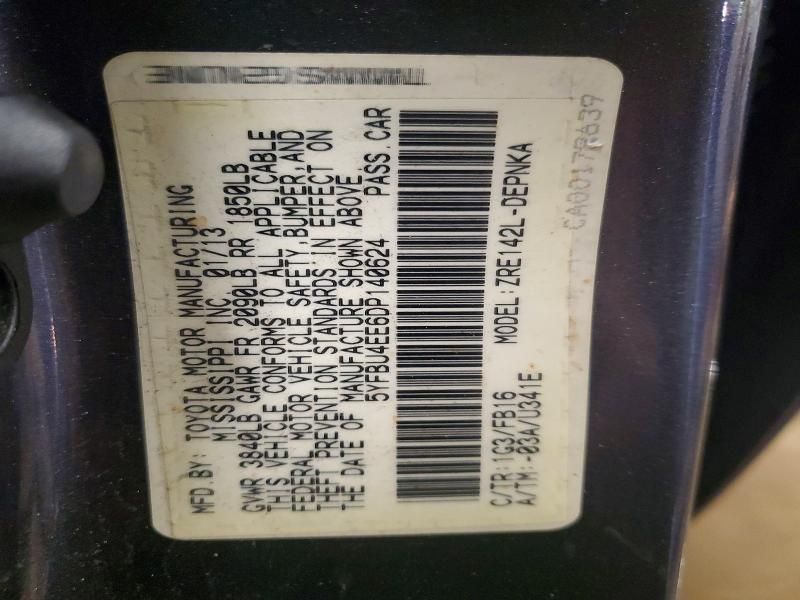 MFD.BY: TOYOTA MOTOR MANUFACTURING
MISSISSIPPI INC. 01/13
GVWR 3840LB GAWR FR 2090LB RR 1850LB
THIS VEHICLE CONFORMS TO ALL APPLICABLE
FEDERAL MOTOR VEHICLE SAFETY,BUMPER,AND
THEFT PREVENTION STANDARDS IN EFFECT ON
THE DATE OF MANUFACTURE SHOWN ABOVE.
5YFBU4EE6DP140624 PASS.CAR
MODEL:ZRE142L-DEPNKA
C/TR:1G3/FB16
A/TM:-03A/U341E